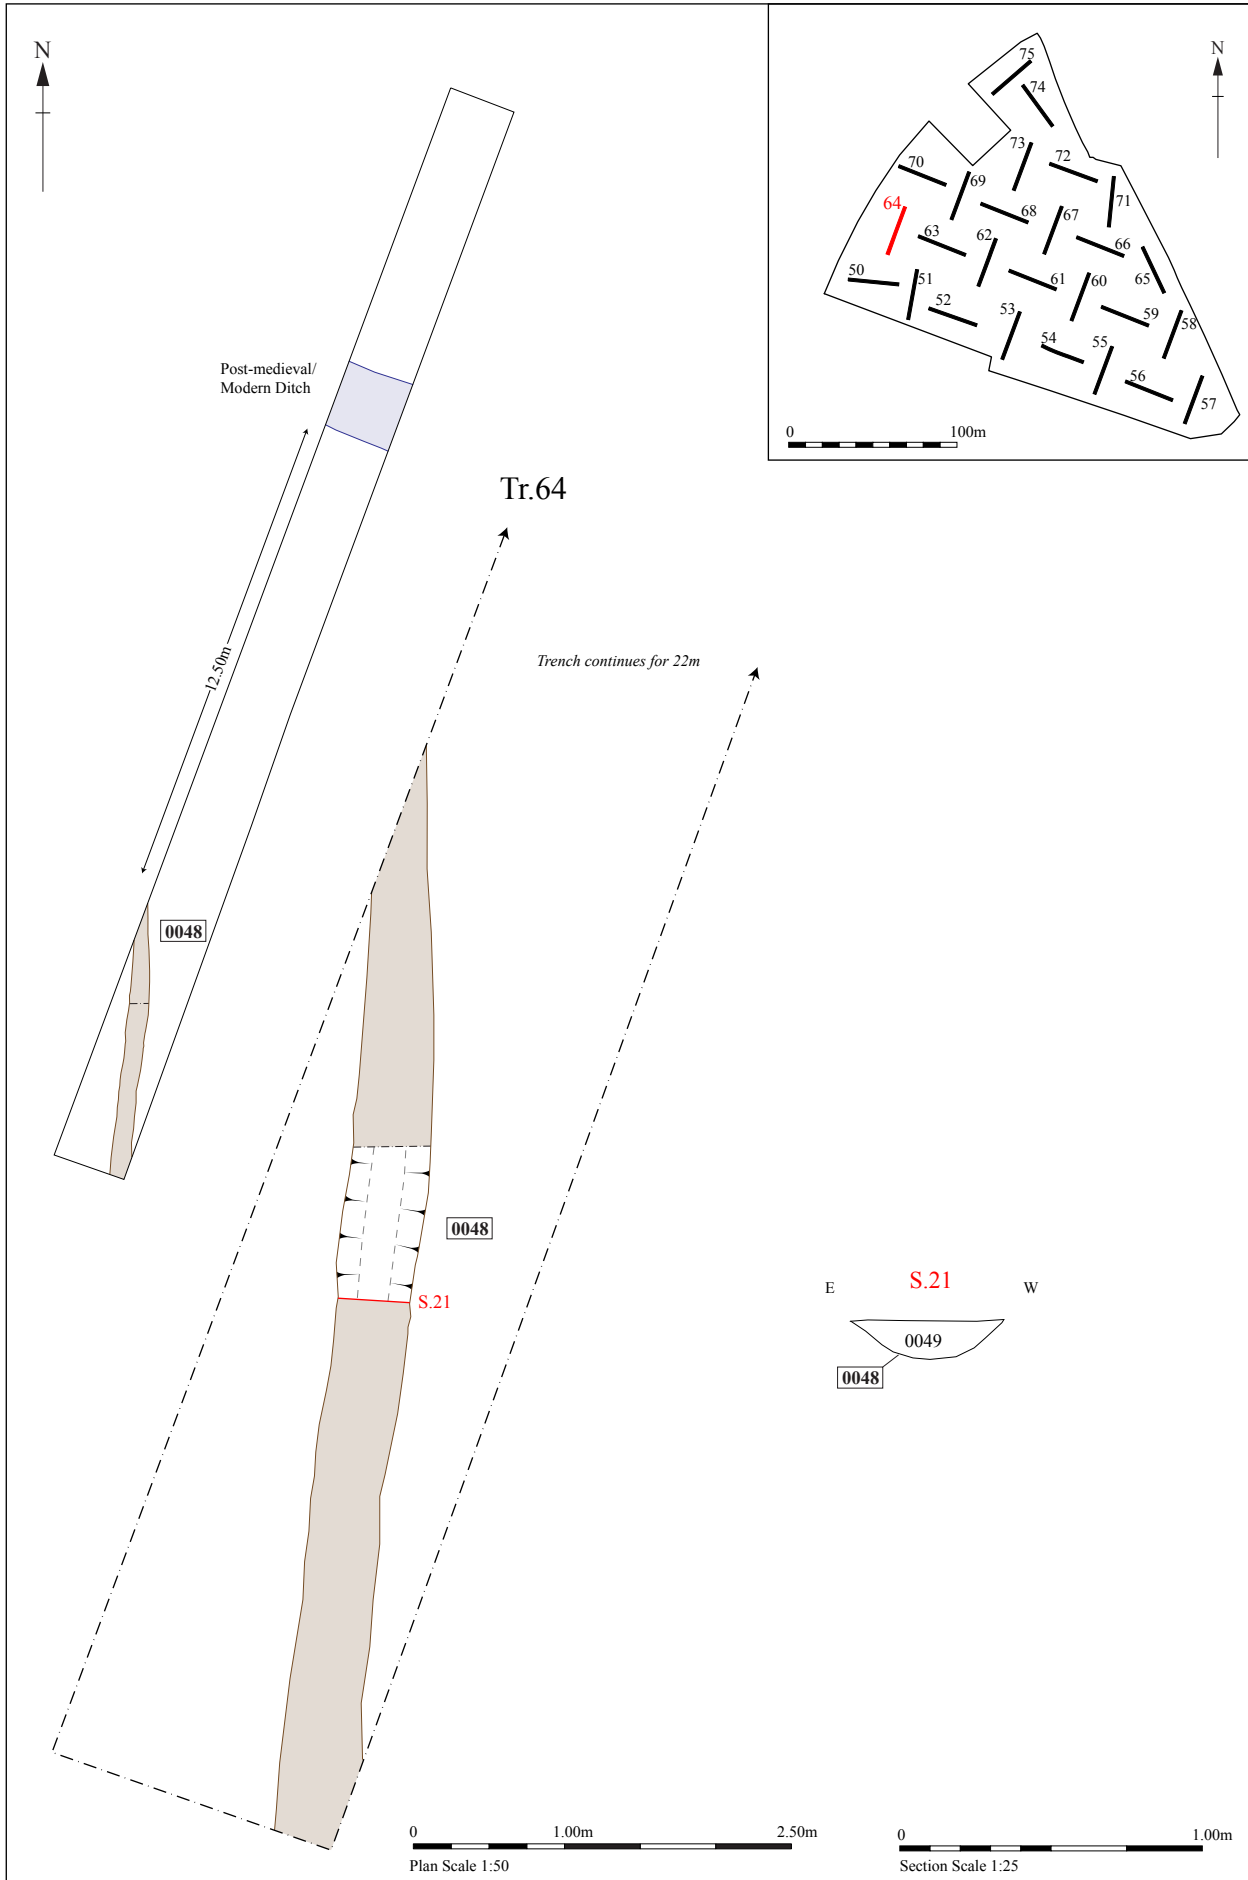 N
Post-medieval/
Modern Ditch
12.50m
0048
Tr.64
Trench continues for 22m
0048
S.21
E
S.21
W
0049
0048
0
1.00m
2.50m
Plan Scale 1:50
0
1.00m
Section Scale 1:25
N
75
74
73
72
70
69
71
64
68
67
63
62
66
50
51
61
60
65
52
53
59
58
54
55
56
57
0
100m